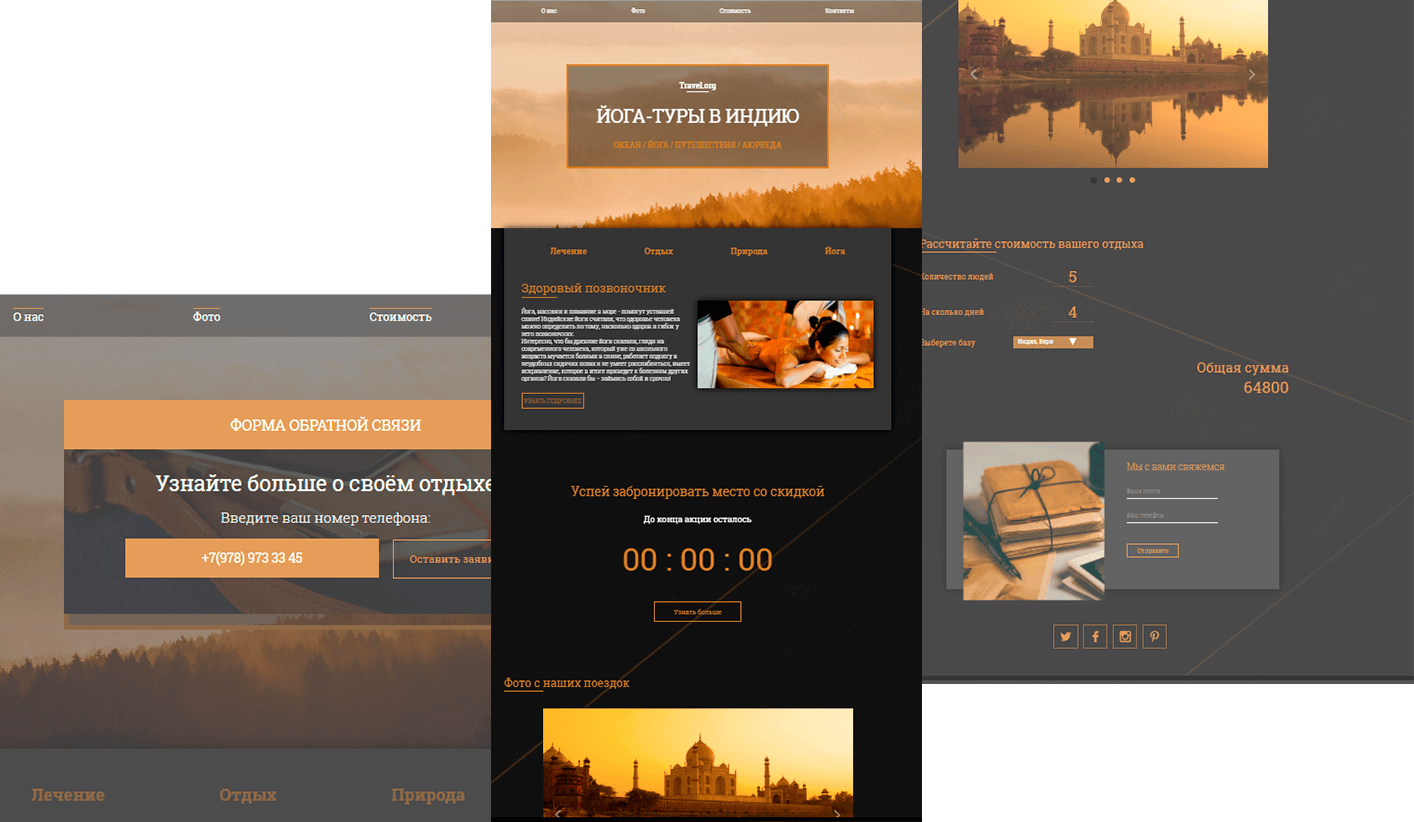 О нас
Фото
Стоимость
ФОРМА ОБРАТНОЙ СВЯЗИ
Узнайте больше о своём отдыхе
Введите ваш номер телефона:
+7(978) 973 33 45
Оставить заявк
Лечение
Отдых
Природа
О нас
Фото
Стоимость
Контакты
Travel.org
ЙОГА-ТУРЫ В ИНДИЮ
ОКЕАН / ЙОГА / ПУТЕШЕСТВИЯ / АЮРВЕДА
Лечение
Отдых
Природа
Йога
Здоровый позвоночник
Йога, массажи и плавание в море - помогут уставшей
спине! Индийские йоги считали, что здоровье человека
можно определить по тому, насколько здоров и гибок у
него позвоночник.
Интересно, что бы древние йоги сказали, глядя на
современного человека, который уже со школьного
возраста мучается болями в спине, работает подолгу в
неудобных сидячих позах и не умеет расслабляться, имеет
искривление, которое в итоге приведет к болезням других
органов? Йоги сказали бы – займись собой и срочно!
УЗНАТЬ ПОДРОБНЕЕ
Успей забронировать место со скидкой
До конца акции осталось
00 : 00 : 00
Узнать больше
Фото с наших поездок
Рассчитайте стоимость вашего отдыха
Количество людей
5
На сколько дней
4
Выберете базу
Индия, Керн
Общая сумма
64800
Мы с вами свяжемся
Ваша почта
Ваш телефон
Отправить